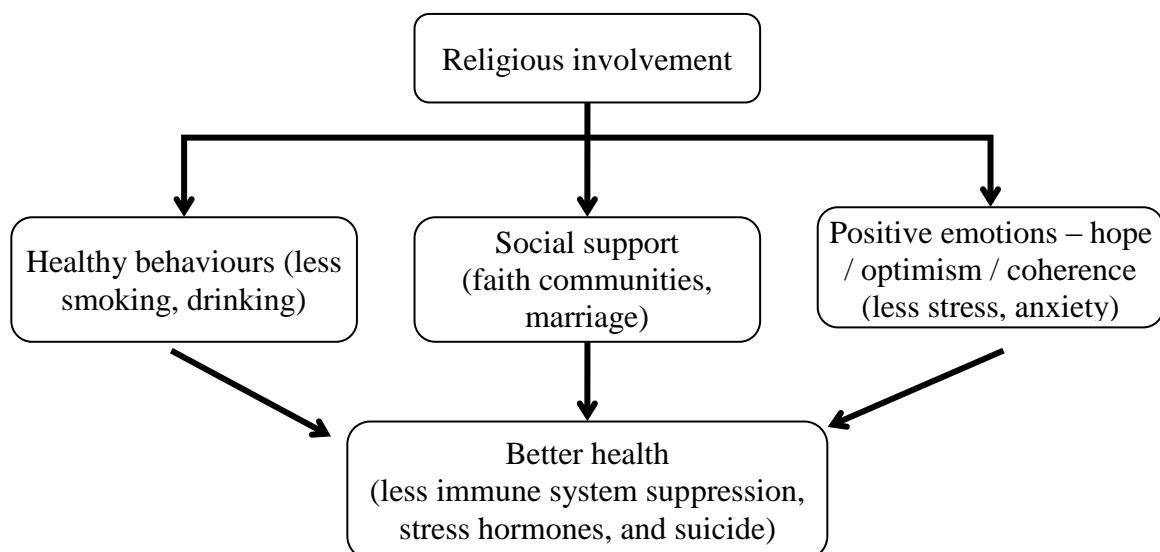 Religious involvement
Healthy behaviours (less
smoking, drinking)
Social support
(faith communities,
marriage)
Positive emotions – hope
/ optimism / coherence
(less stress, anxiety)
Better health
(less immune system suppression,
stress hormones, and suicide)